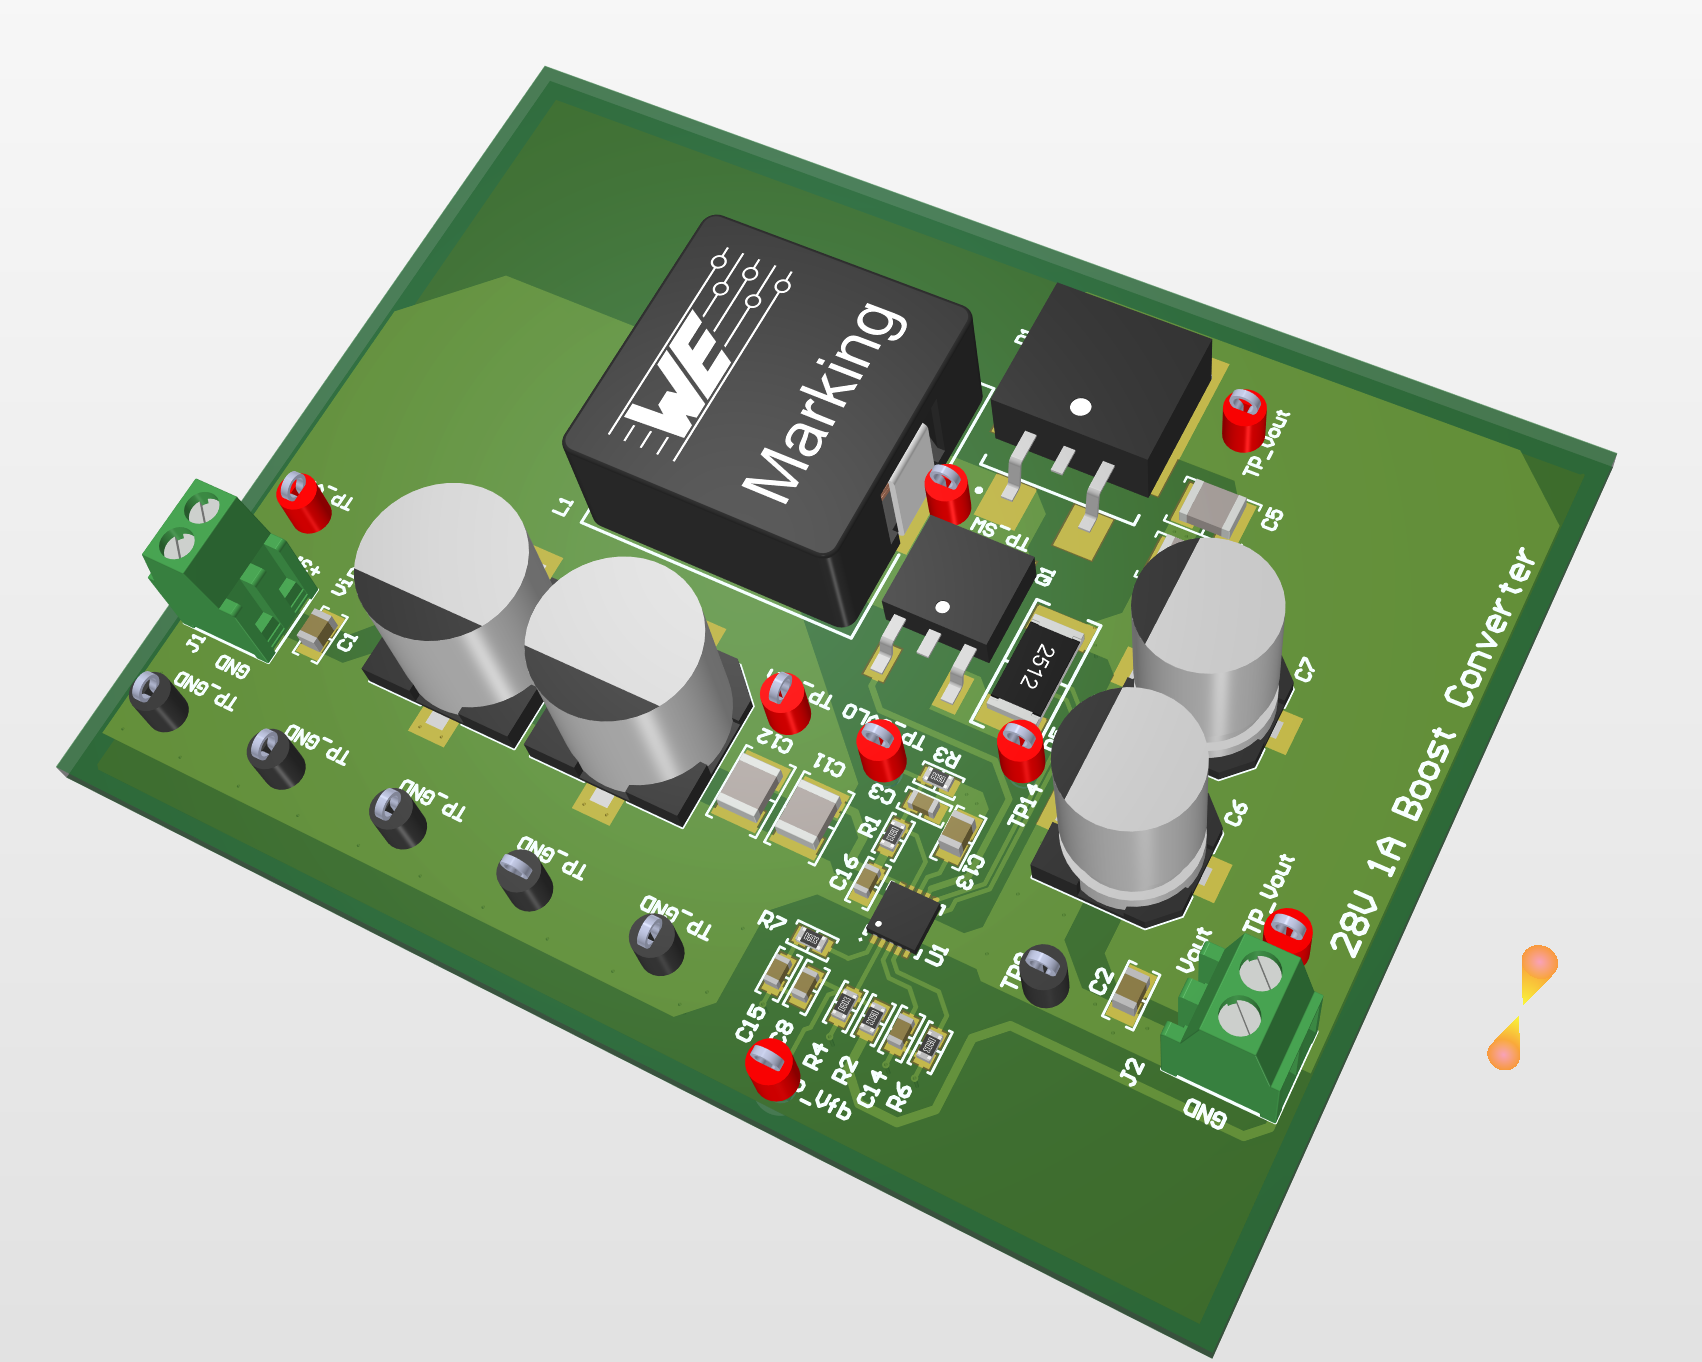 WE
Marking
L1
TP_Vout
C5
TP_SW
Q1
2512
J1
GND
C1
C7
C6
TP_GND
TP_GND
TP_GND
TP_GND
TP_GND
C12
C11
R3
C3
R1
C16
C13
TP14
U1
R7
C15
R4
R2
C14
R6
C2
Vout
TP_Vout
J2
GND
28V 1A Boost Converter